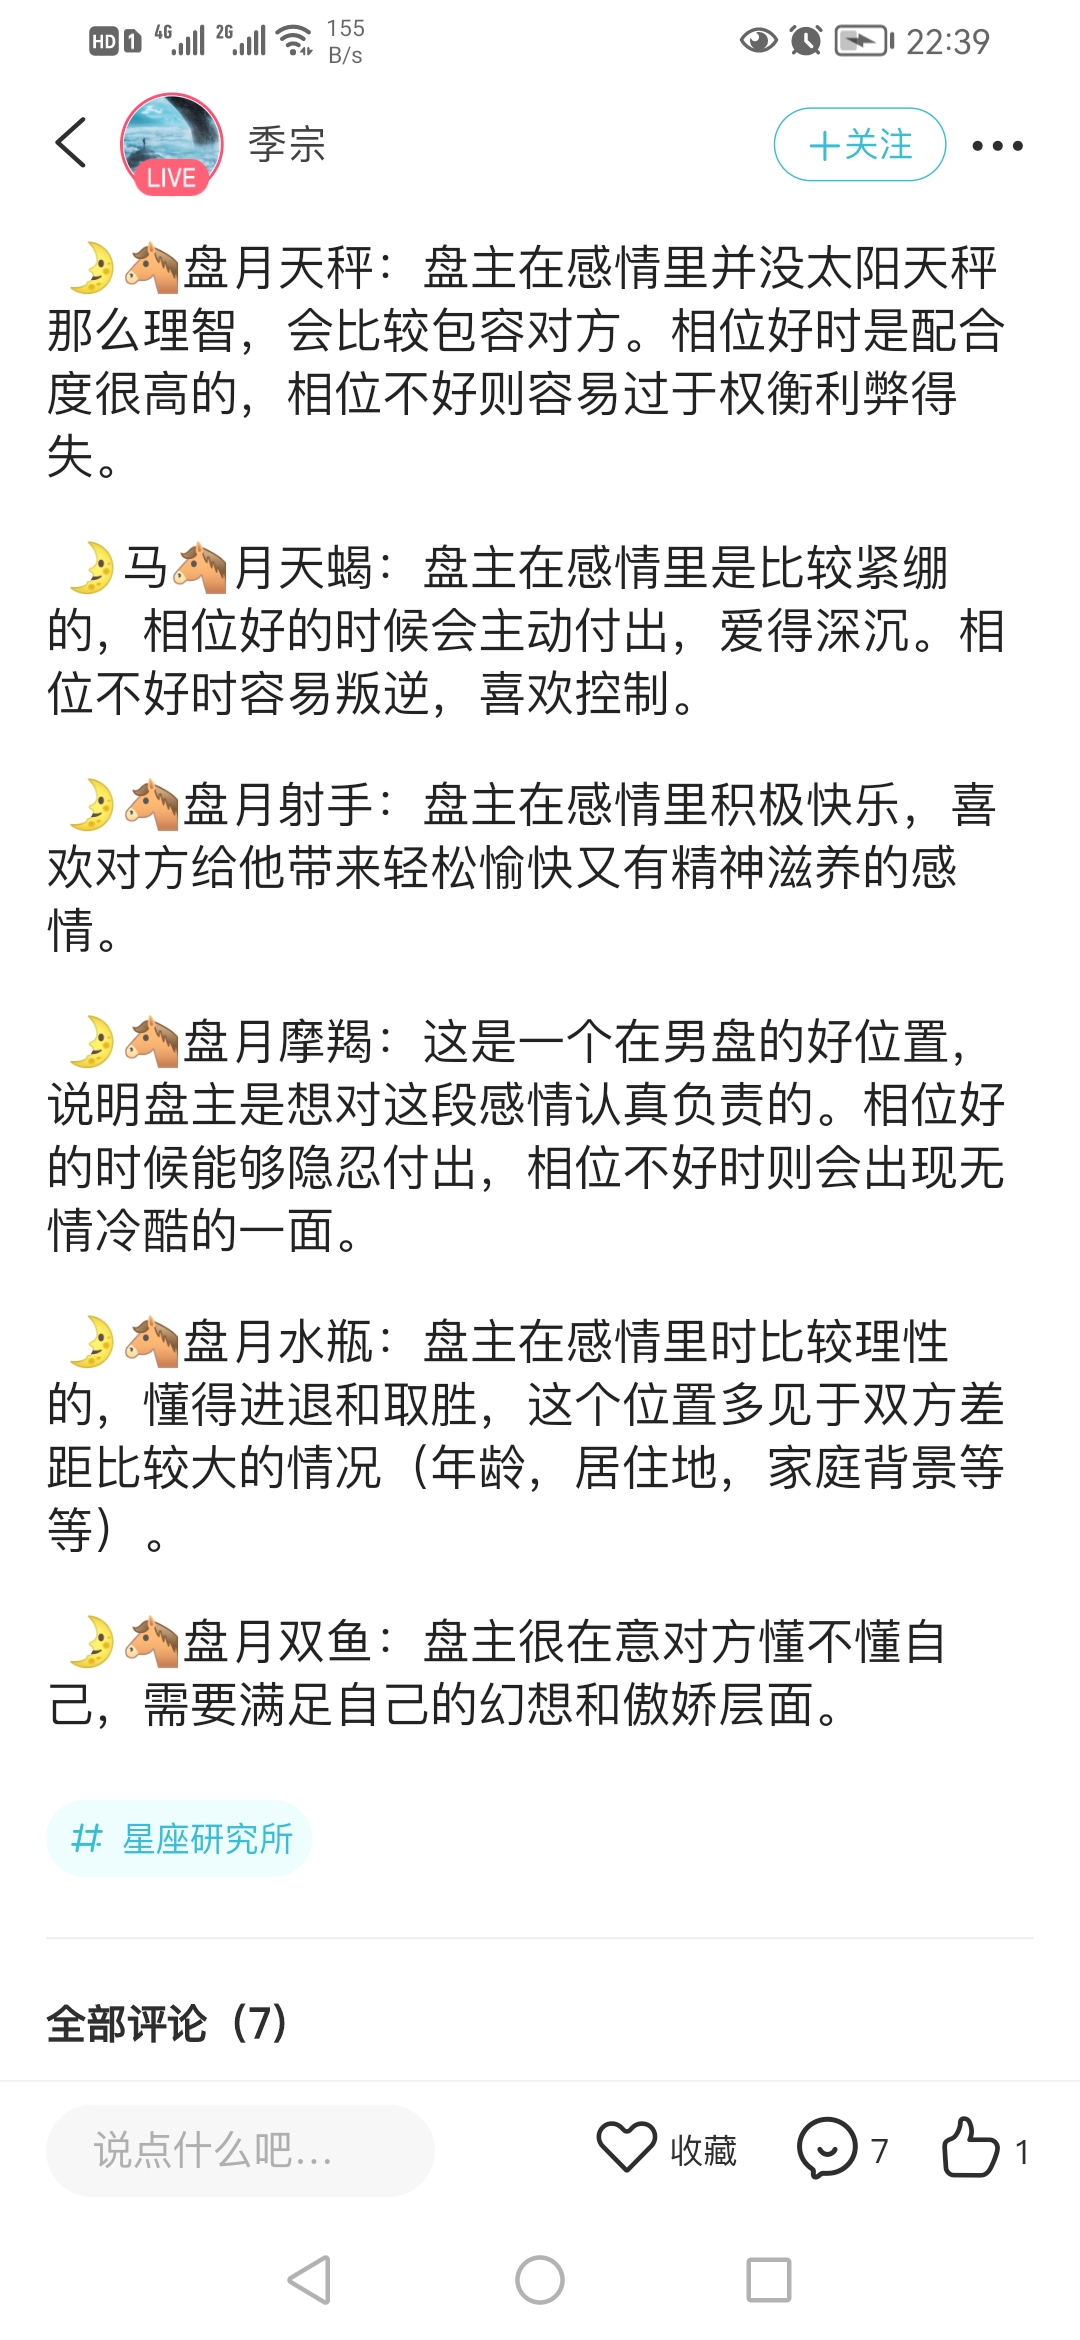 HD 1 4G 2G 155 B/s 22:39
季宗
LIVE
+关注
🌛🐴盘月天秤：盘主在感情里并没太阳天秤
那么理智，会比较包容对方。相位好时是配合
度很高的，相位不好则容易过于权衡利弊得
失。
🌛马🐴月天蝎：盘主在感情里是比较紧绷
的，相位好的时候会主动付出，爱得深沉。相
位不好时容易叛逆，喜欢控制。
🌛🐴盘月射手：盘主在感情里积极快乐，喜
欢对方给他带来轻松愉快又有精神滋养的感
情。
🌛🐴盘月摩羯：这是一个在男盘的好位置，
说明盘主是想对这段感情认真负责的。相位好
的时候能够隐忍付出，相位不好时则会出现无
情冷酷的一面。
🌛🐴盘月水瓶：盘主在感情里时比较理性
的，懂得进退和取胜，这个位置多见于双方差
距比较大的情况（年龄，居住地，家庭背景等
等）。
🌛🐴盘月双鱼：盘主很在意对方懂不懂自
己，需要满足自己的幻想和傲娇层面。
# 星座研究所
全部评论（7）
说点什么吧... 收藏 7 1